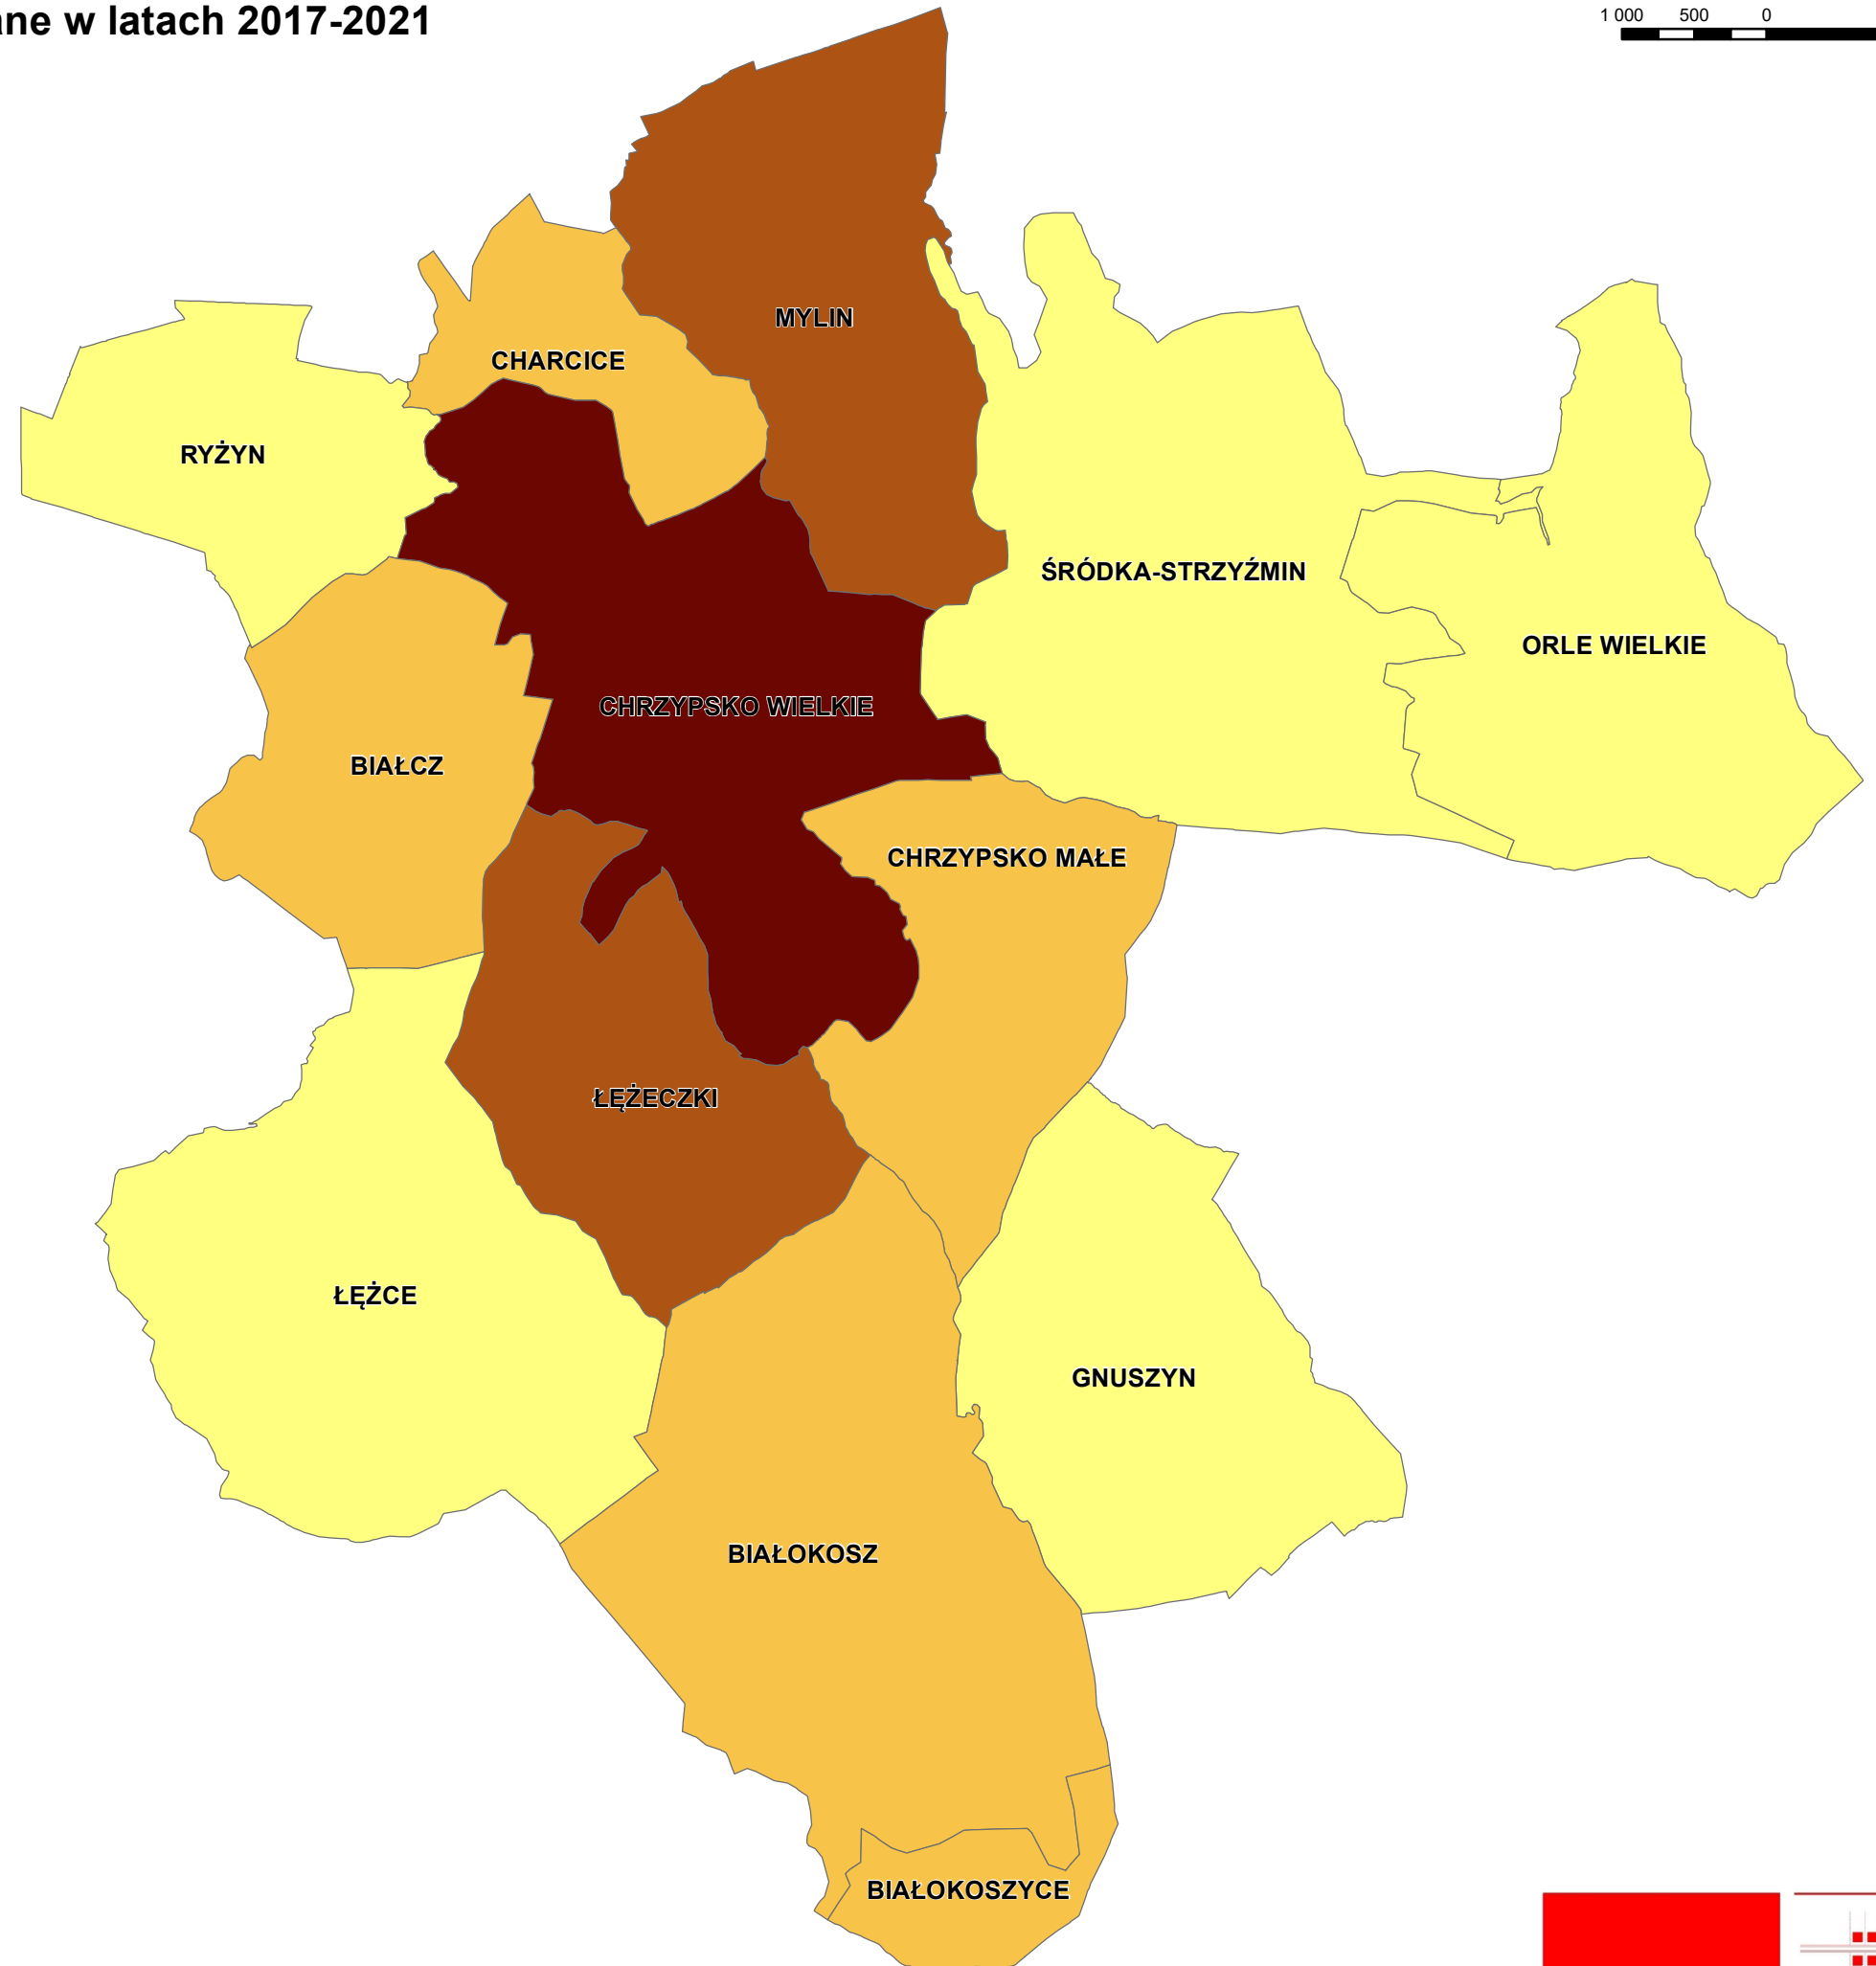 w latach 2017-2021
1 000 500 0
MYLIN
CHARCICE
RYŻYN
ŚRÓDKA-STRZYŹMIN
ORLE WIELKIE
CHRZYPSKO WIELKIE
BIAŁCZ
CHRZYPSKO MAŁE
ŁĘŻECZKI
ŁĘŻCE
GNUSZYN
BIAŁOKOSZ
BIAŁOKOSZYCE